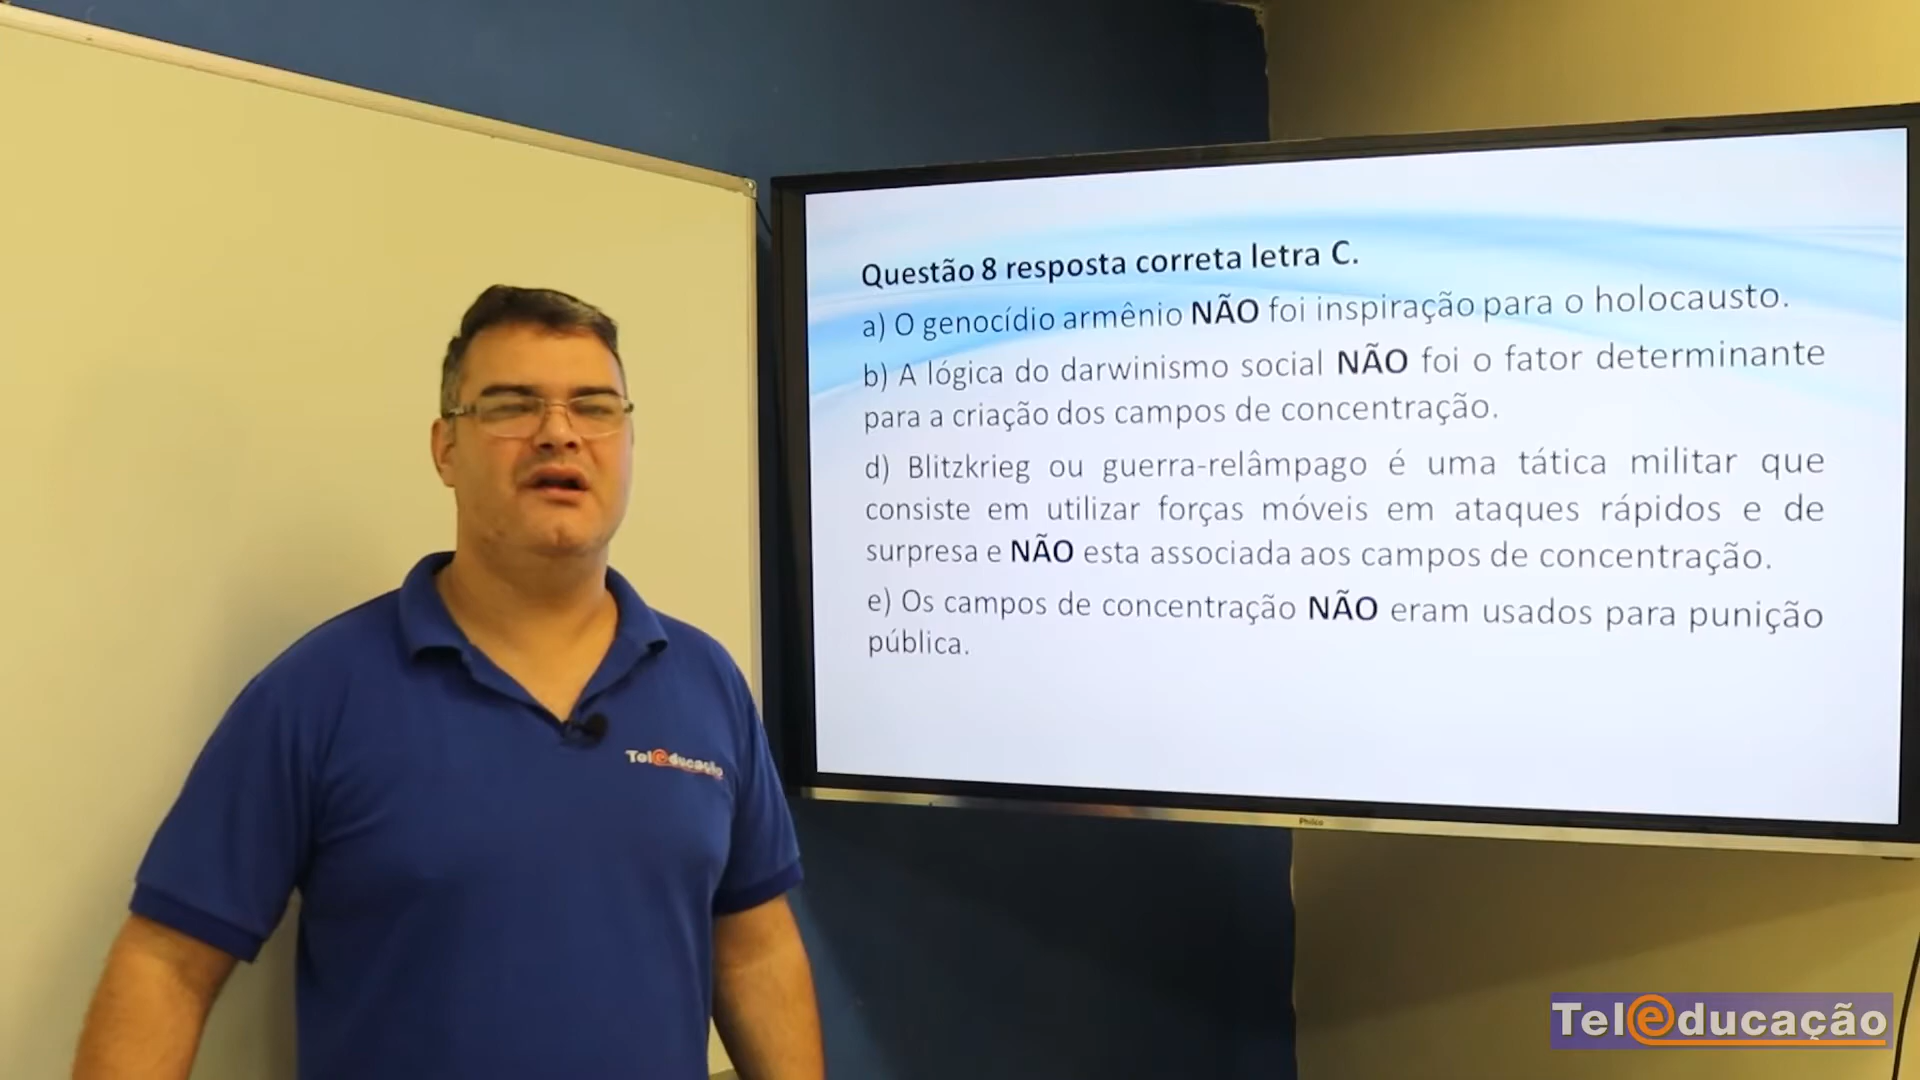 Questão 8 resposta correta letra C.
a) O genocídio armênio NÃO foi inspiração para o holocausto.
b) A lógica do darwinismo social NÃO foi o fator determinante
para a criação dos campos de concentração.
d) Blitzkrieg ou guerra-relâmpago é uma tática militar que
consiste em utilizar forças móveis em ataques rápidos e de
surpresa e NÃO esta associada aos campos de concentração.
e) Os campos de concentração NÃO eram usados para punição
pública.
Teleducação
Philco
Teleducação